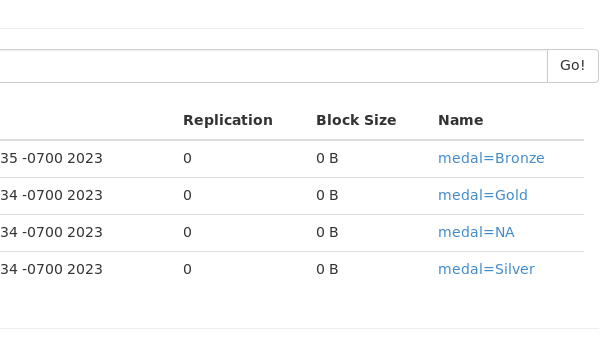 Go!
Replication Block Size Name
35 -0700 2023 0 0 B medal=Bronze
34 -0700 2023 0 0 B medal=Gold
34 -0700 2023 0 0 B medal=NA
34 -0700 2023 0 0 B medal=Silver